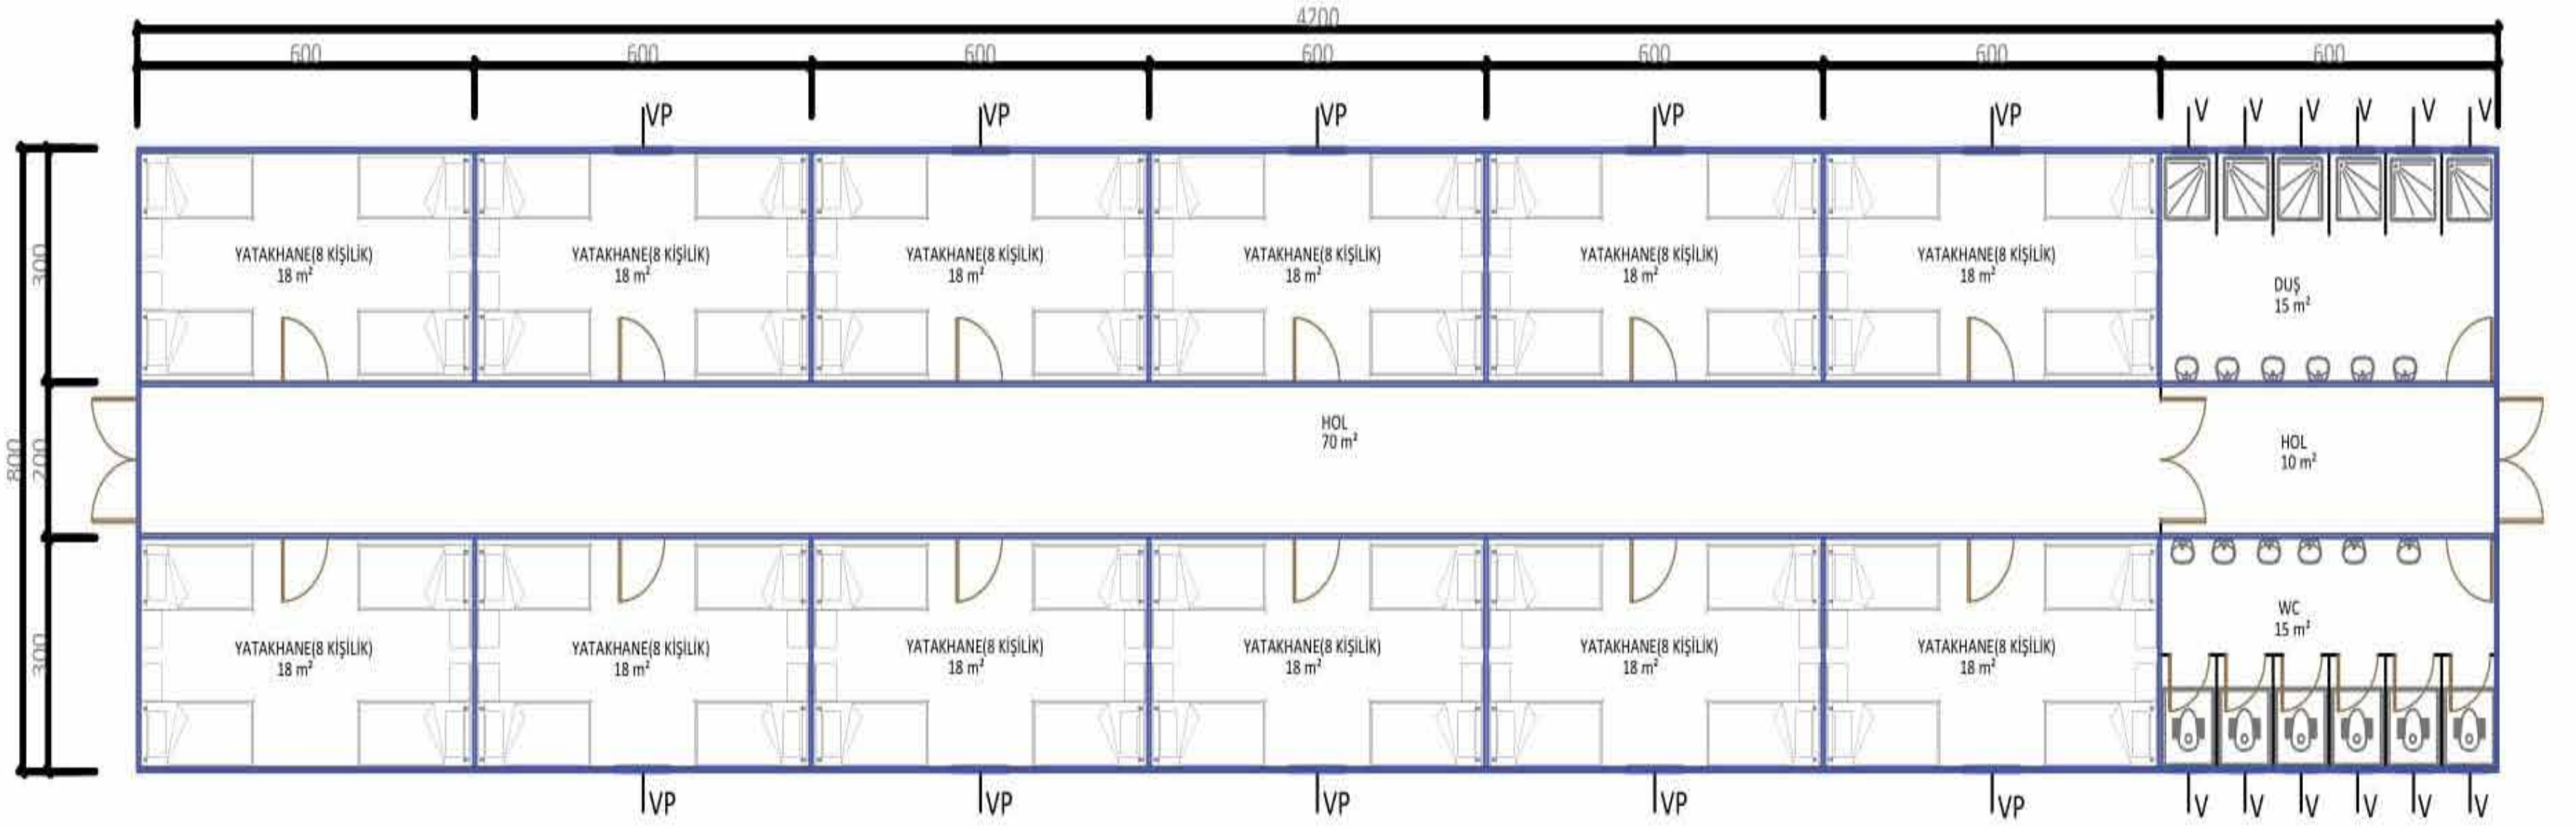 4200
600 600 600 600 600 600 600
VP VP VP VP VP V V V V V V
YATAKHANE(8 KİŞİLİK) YATAKHANE(8 KİŞİLİK) YATAKHANE(8 KİŞİLİK) YATAKHANE(8 KİŞİLİK) YATAKHANE(8 KİŞİLİK) YATAKHANE(8 KİŞİLİK)
18 m² 18 m² 18 m² 18 m² 18 m² 18 m²
300
DUŞ
15 m²
HOL
70 m²
HOL
10 m²
800
200
WC
15 m²
YATAKHANE(8 KİŞİLİK) YATAKHANE(8 KİŞİLİK) YATAKHANE(8 KİŞİLİK) YATAKHANE(8 KİŞİLİK) YATAKHANE(8 KİŞİLİK) YATAKHANE(8 KİŞİLİK)
18 m² 18 m² 18 m² 18 m² 18 m² 18 m²
300
VP VP VP VP VP V V V V V V